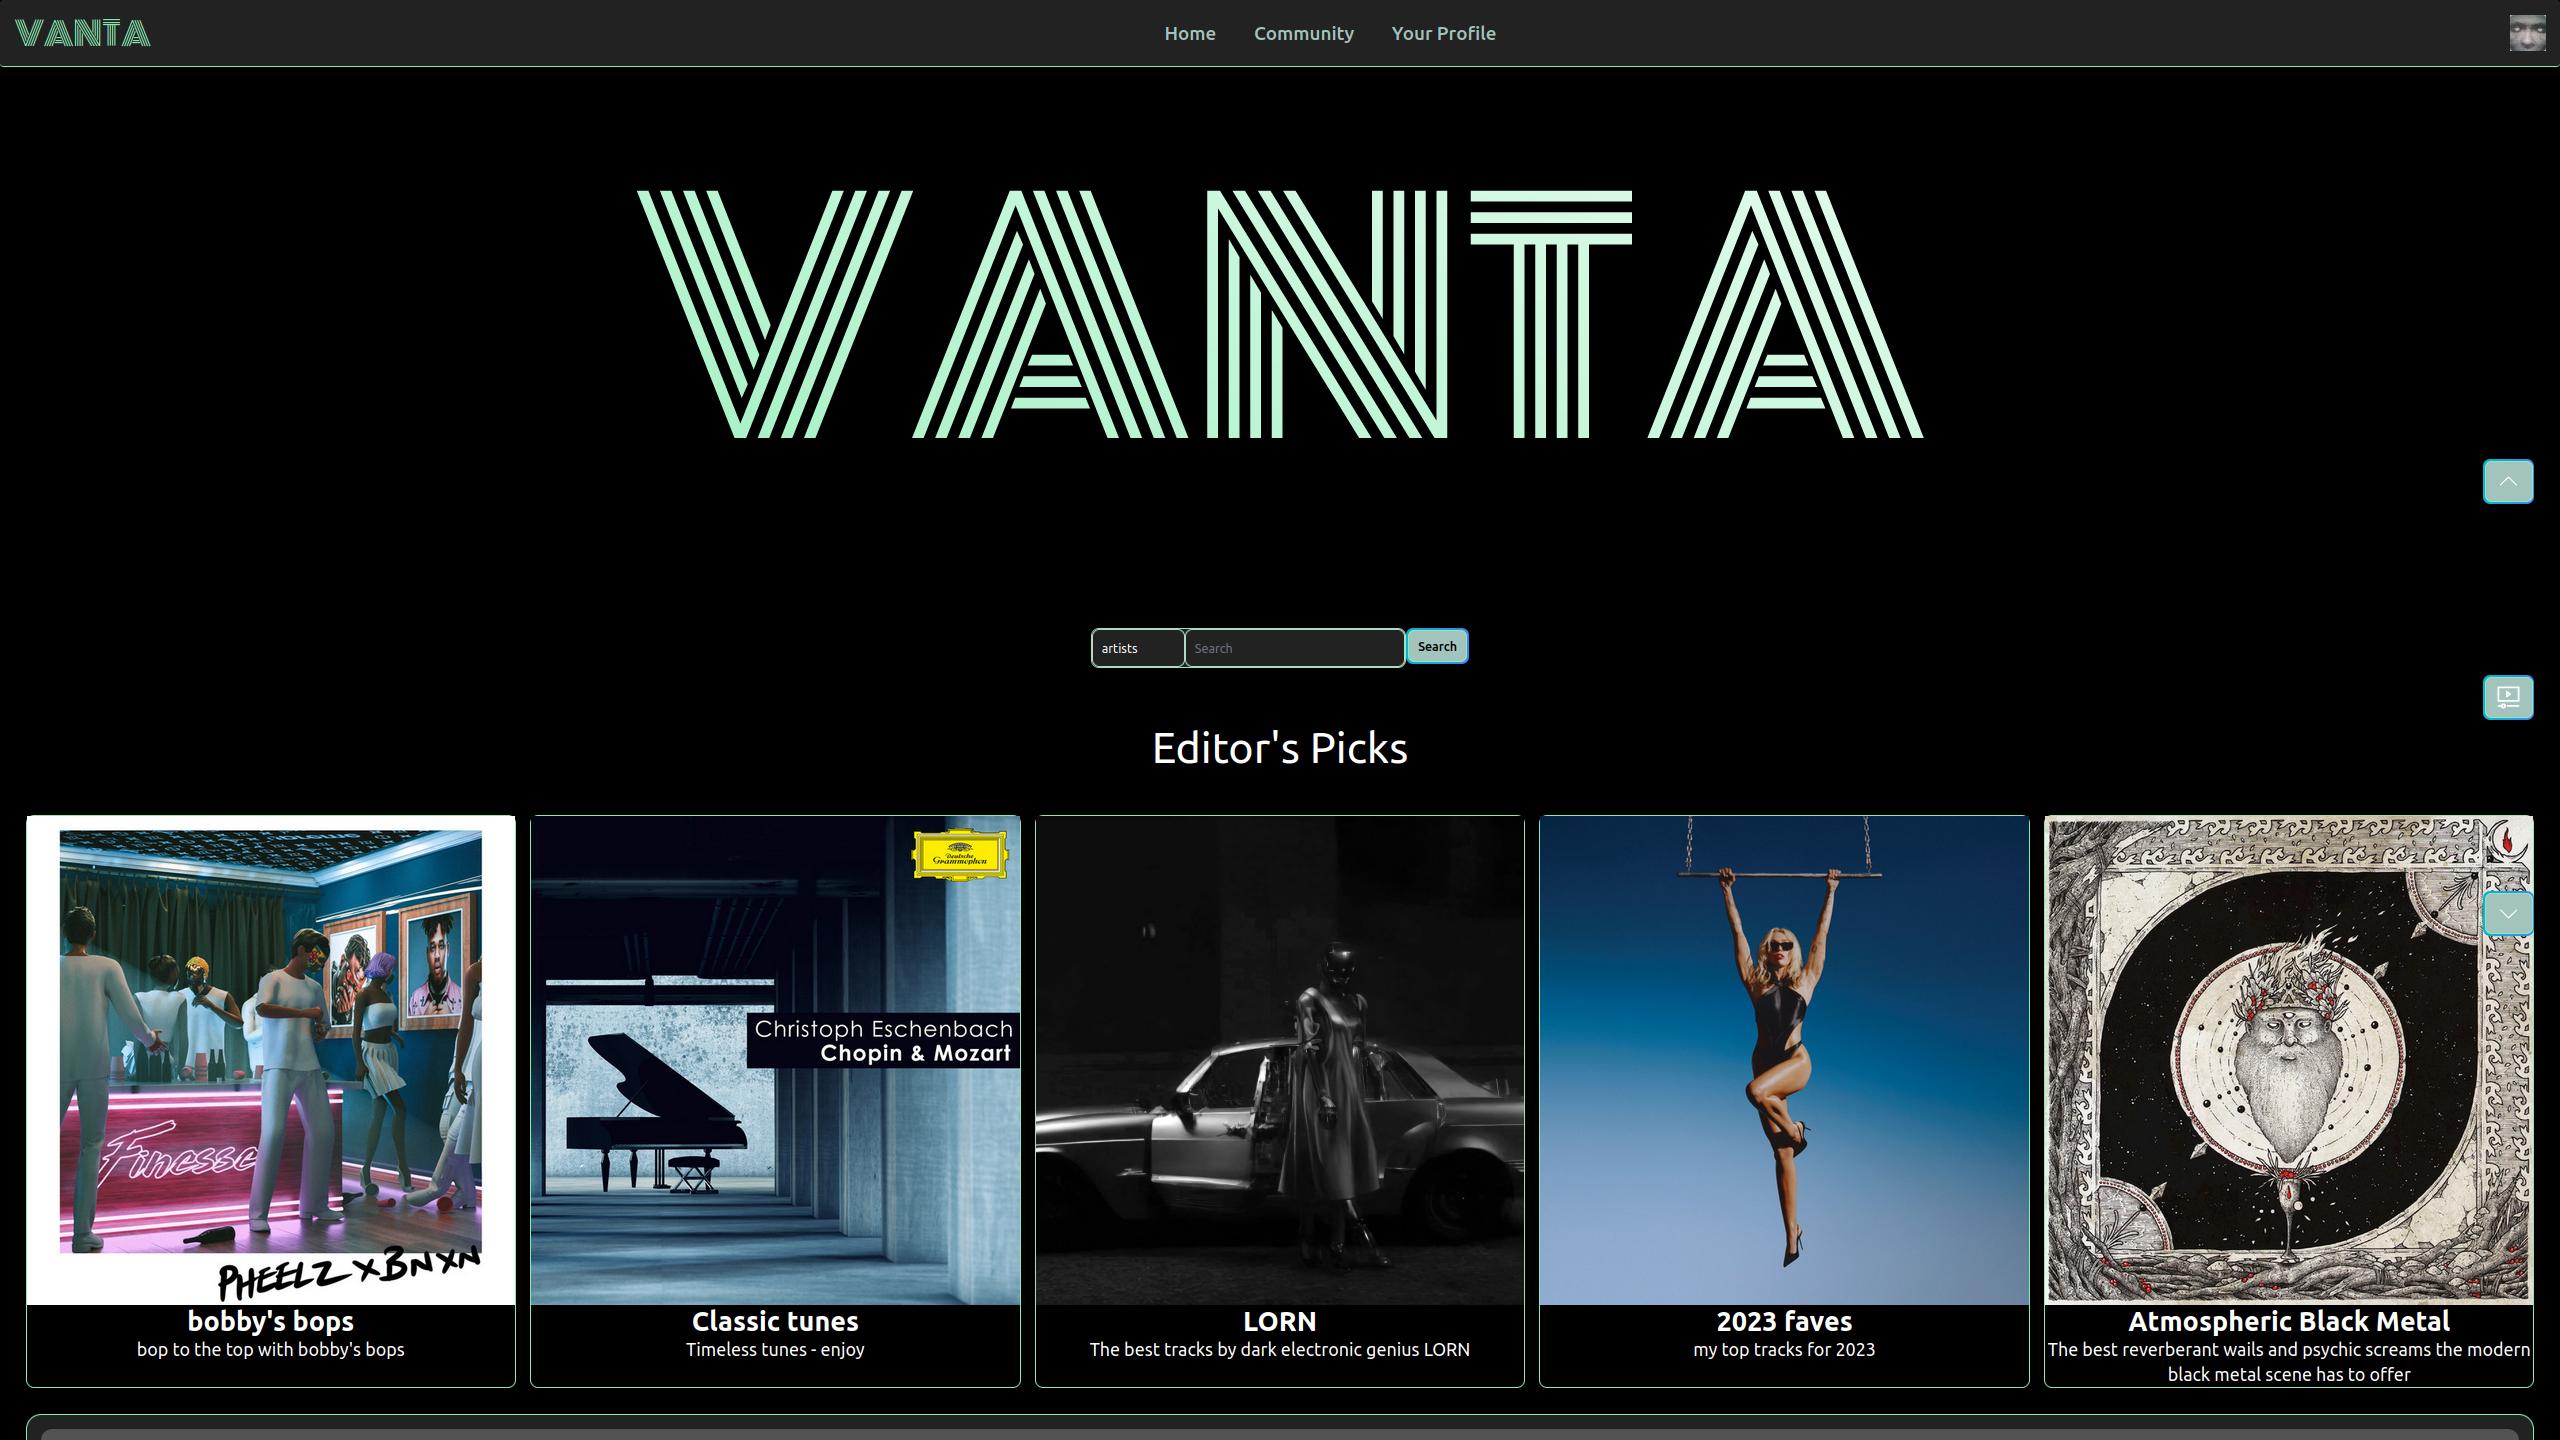 VANTA
Home
Community
Your Profile
VANTA
artists
Search
Search
Editor's Picks
Deutsche
Grammophon
Christoph Eschenbach
Chopin & Mozart
Finesse
PHEELZ x BNXN
bobby's bops
bop to the top with bobby's bops
Classic tunes
Timeless tunes - enjoy
LORN
The best tracks by dark electronic genius LORN
2023 faves
my top tracks for 2023
Atmospheric Black Metal
The best reverberant wails and psychic screams the modern
black metal scene has to offer